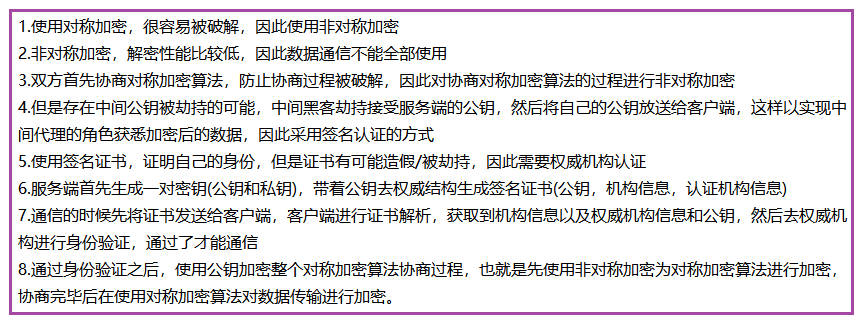 1.使用对称加密，很容易被破解，因此使用非对称加密
2.非对称加密，解密性能比较低，因此数据通信不能全部使用
3.双方首先协商对称加密算法，防止协商过程被破解，因此对协商对称加密算法的过程进行非对称加密
4.但是存在中间公钥被劫持的可能，中间黑客劫持接受服务端的公钥，然后将自己的公钥放送给客户端，这样以实现中
间代理的角色获悉加密后的数据，因此采用签名认证的方式
5.使用签名证书，证明自己的身份，但是证书有可能造假/被劫持，因此需要权威机构认证
6.服务端首先生成一对密钥(公钥和私钥)，带着公钥去权威结构生成签名证书(公钥，机构信息，认证机构信息)
7.通信的时候先将证书发送给客户端，客户端进行证书解析，获取到机构信息以及权威机构信息和公钥，然后去权威机
构进行身份验证，通过了才能通信
8.通过身份验证之后，使用公钥加密整个对称加密算法协商过程，也就是先使用非对称加密为对称加密算法进行加密，
协商完毕后在使用对称加密算法对数据传输进行加密。